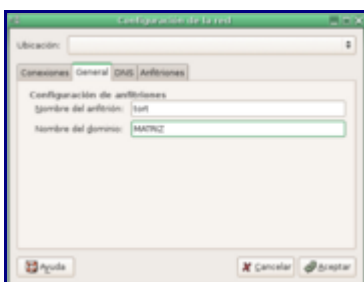 Configuración de la red
Ubicación:
Conexiones General DNS Anfitriones
Configuración de anfitriones
Nombre del anfitrión: tort
Nombre del dominio: MATRIZ
Ayuda Cancelar Aceptar